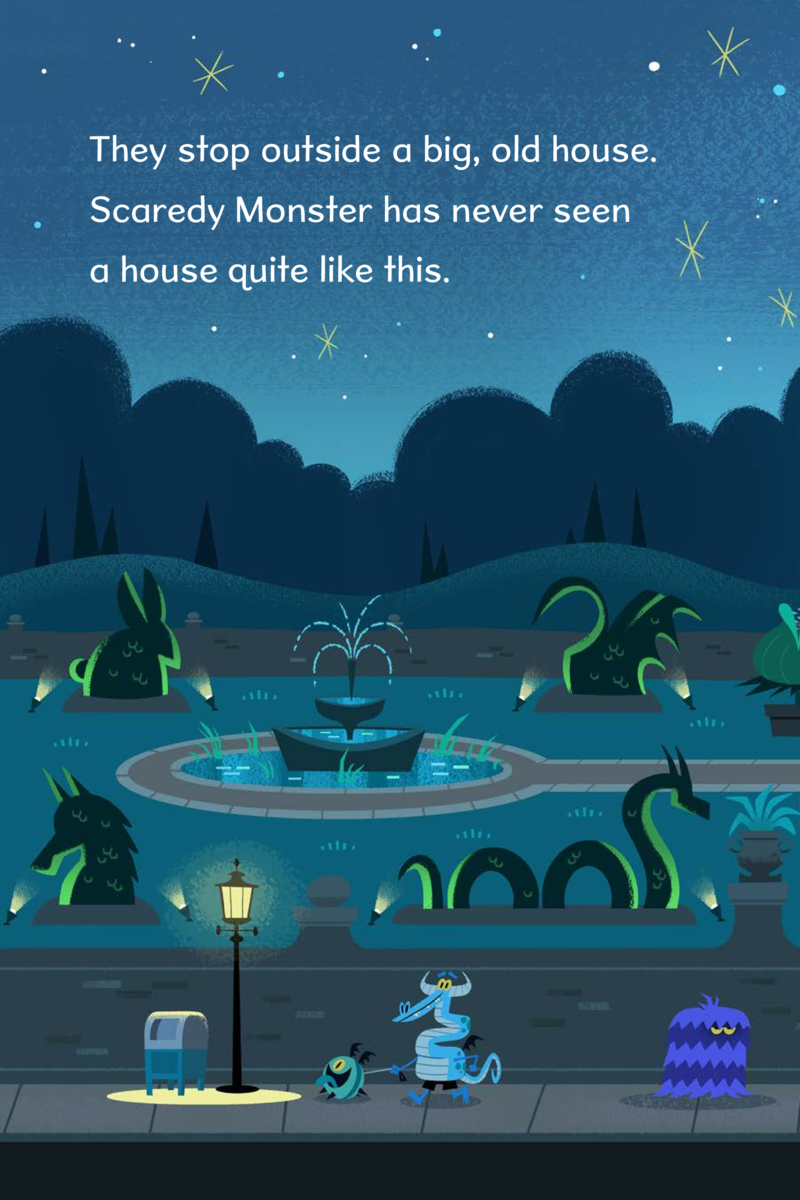 They stop outside a big, old house.
Scaredy Monster has never seen
a house quite like this.